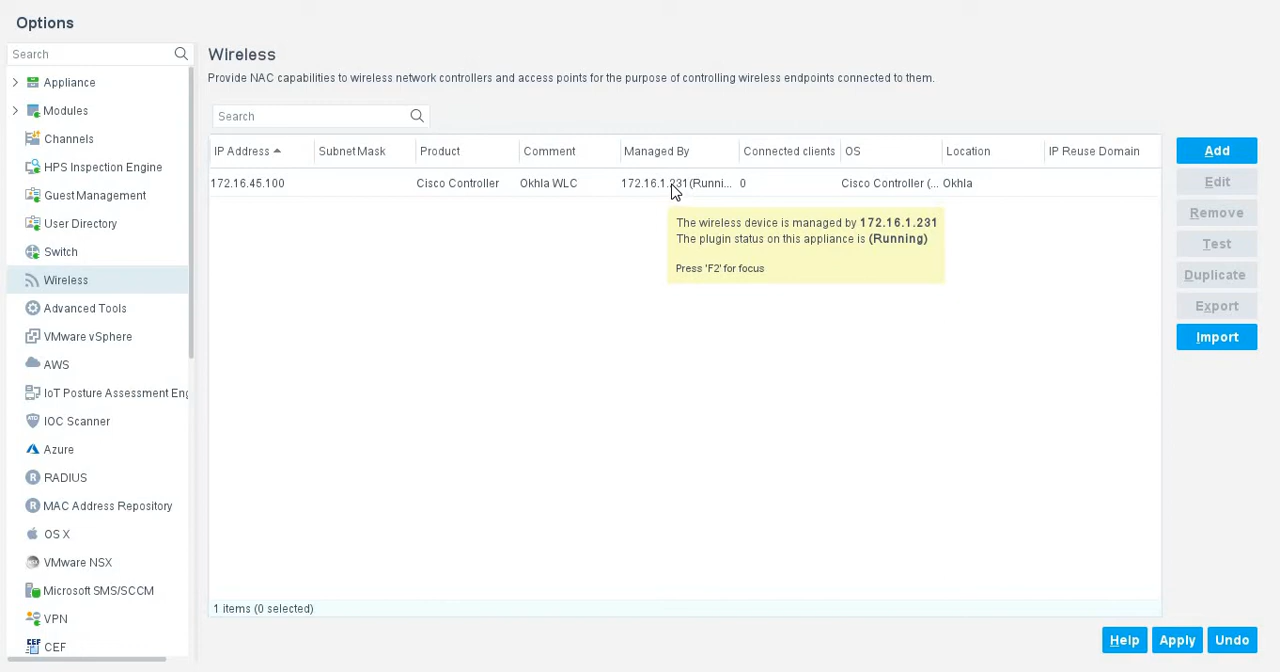 Options
Search
Appliance
Modules
Channels
HPS Inspection Engine
Guest Management
User Directory
Switch
Wireless
Advanced Tools
VMware vSphere
AWS
IoT Posture Assessment Eng
IOC Scanner
Azure
RADIUS
MAC Address Repository
OS X
VMware NSX
Microsoft SMS/SCCM
VPN
CEF
Wireless
Provide NAC capabilities to wireless network controllers and access points for the purpose of controlling wireless endpoints connected to them.
Search
IP Address Subnet Mask Product Comment Managed By Connected clients OS Location IP Reuse Domain
172.16.45.100 Cisco Controller Okhla WLC 172.16.1.231(Runni... 0 Cisco Controller (... Okhla
The wireless device is managed by 172.16.1.231
The plugin status on this appliance is (Running)
Press 'F2' for focus
1 items (0 selected)
Add
Edit
Remove
Test
Duplicate
Export
Import
Help Apply Undo